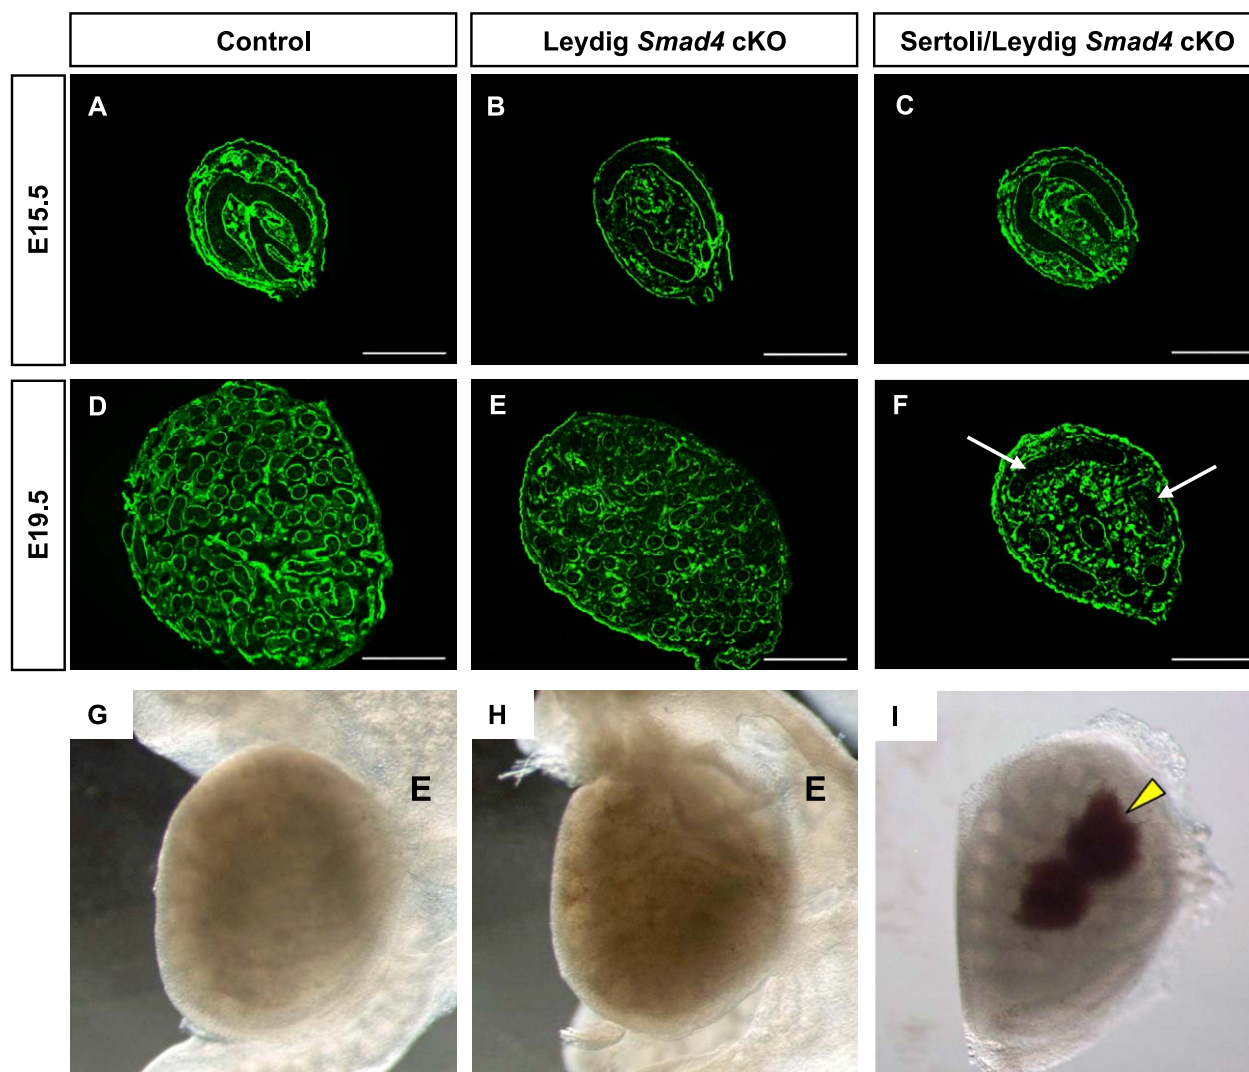 Control
Leydig Smad4 cKO
Sertoli/Leydig Smad4 cKO
E15.5
A
B
C
E19.5
D
E
F
G
E
H
E
I